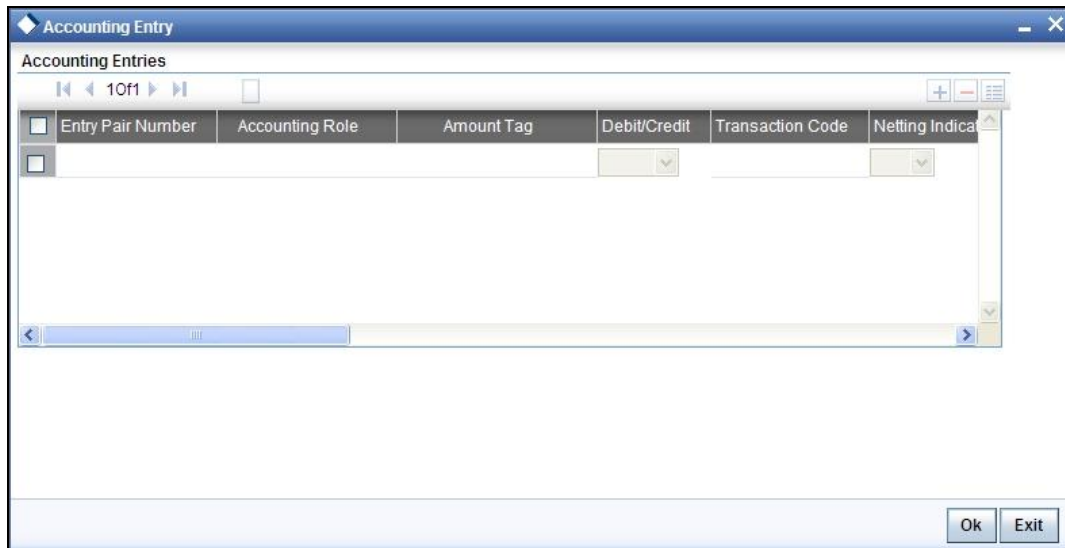 Accounting Entry
Accounting Entries
1Of1
Entry Pair Number Accounting Role Amount Tag Debit/Credit Transaction Code Netting Indicat
Ok Exit